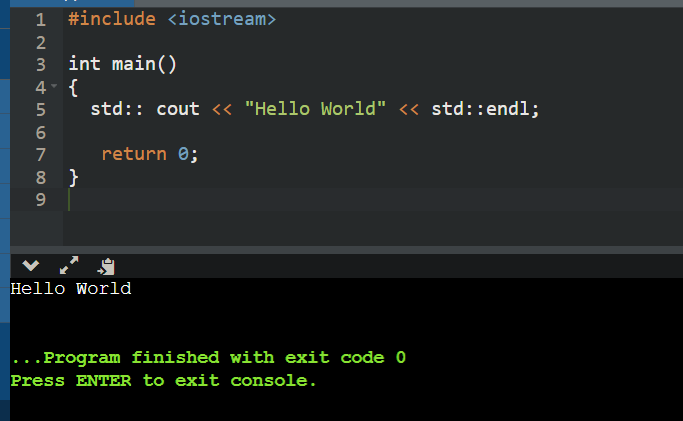 1 #include <iostream>
2
3 int main()
4 {
5   std:: cout << "Hello World" << std::endl;
6
7    return 0;
8 }
9
Hello World
...Program finished with exit code 0
Press ENTER to exit console.